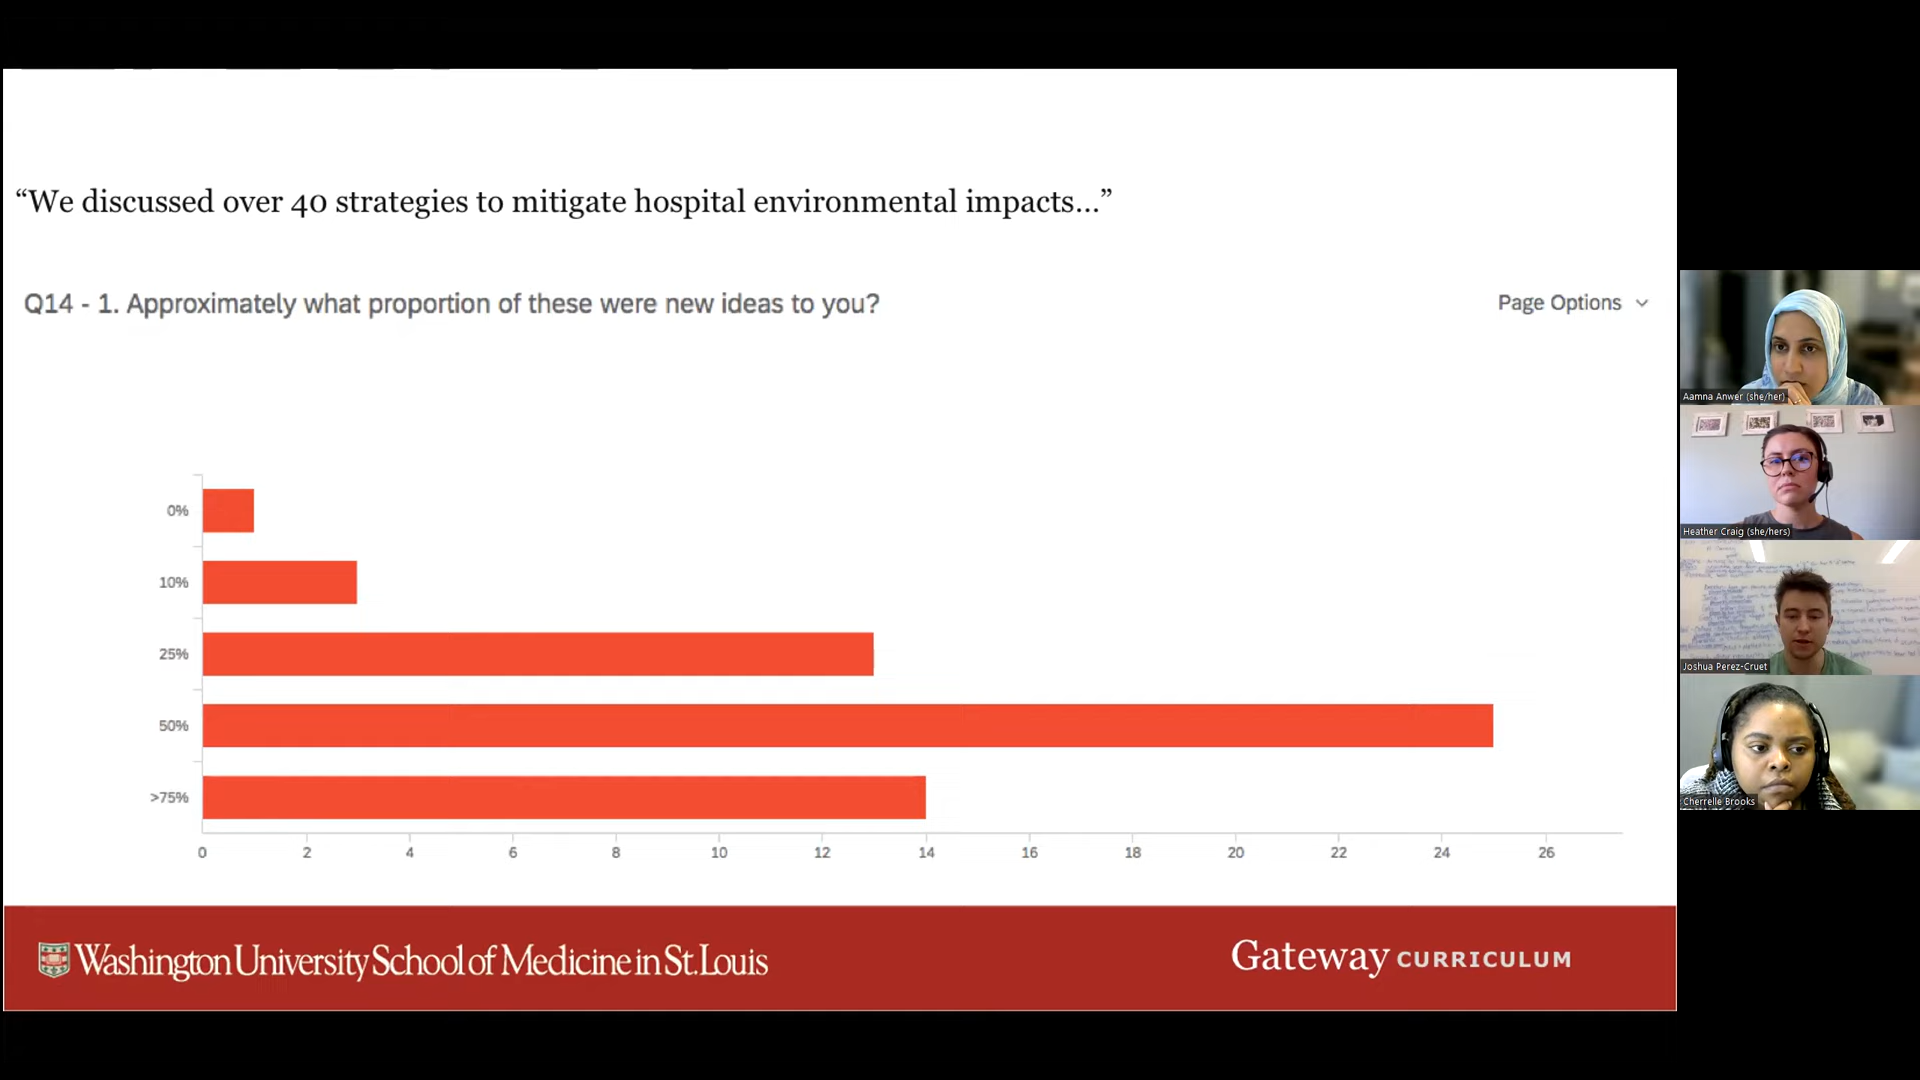 “We discussed over 40 strategies to mitigate hospital environmental impacts...”
Q14 - 1. Approximately what proportion of these were new ideas to you?
Page Options
0%
10%
25%
50%
>75%
0 2 4 6 8 10 12 14 16 18 20 22 24 26
Washington University School of Medicine in St. Louis
Gateway CURRICULUM
Aamna Anwer (she/her)
Heather Craig (she/hers)
Joshua Perez-Cruet
Cherrelle Brooks